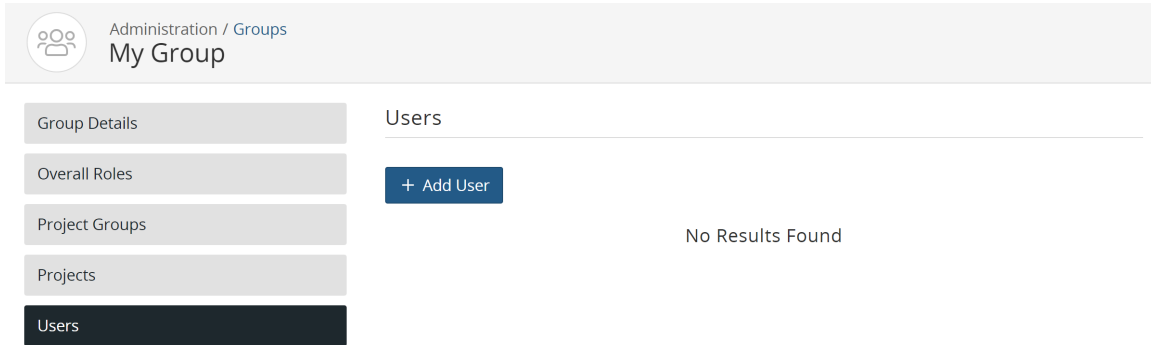 Administration / Groups
My Group
Group Details
Overall Roles
Project Groups
Projects
Users
Users
+ Add User
No Results Found